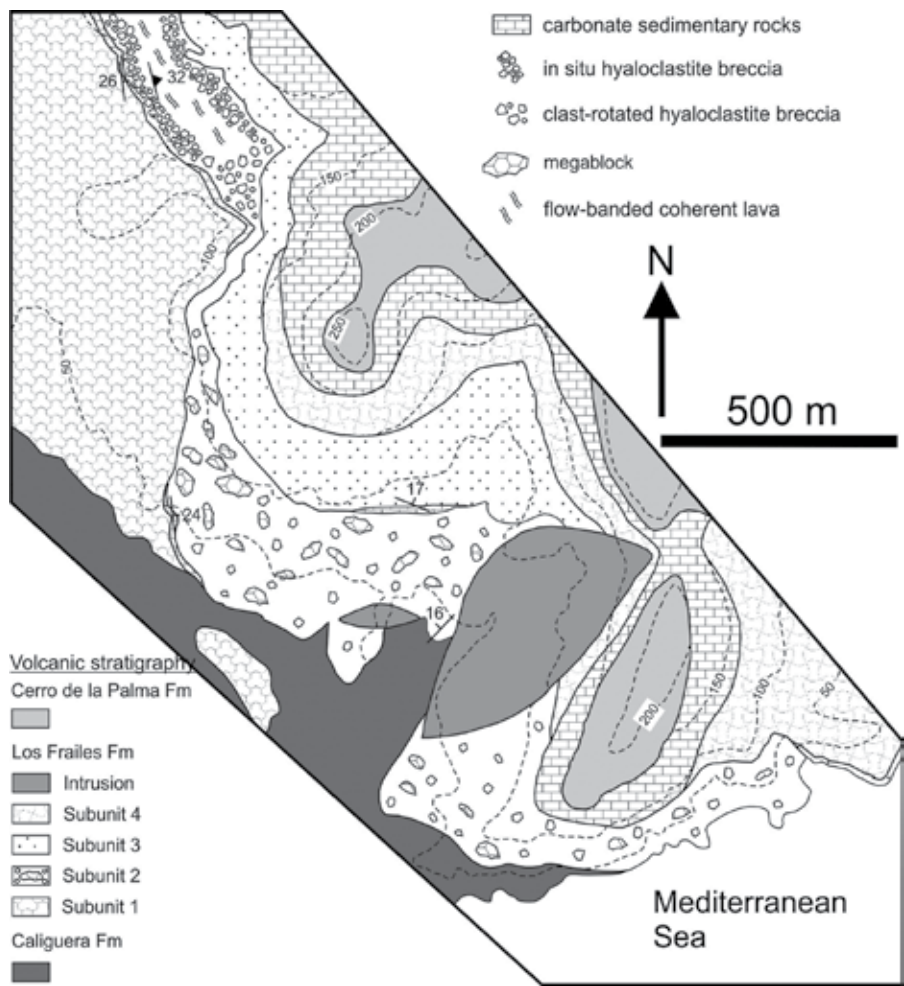 carbonate sedimentary rocks
in situ hyaloclastite breccia
clast-rotated hyaloclastite breccia
megablock
flow-banded coherent lava
26
32
150
200
N
100
250
50
500 m
17
24
16
Volcanic stratigraphy
Cerro de la Palma Fm
Los Frailes Fm
Intrusion
Subunit 4
Subunit 3
Subunit 2
Subunit 1
Caliguera Fm
200
150
100
50
Mediterranean
Sea